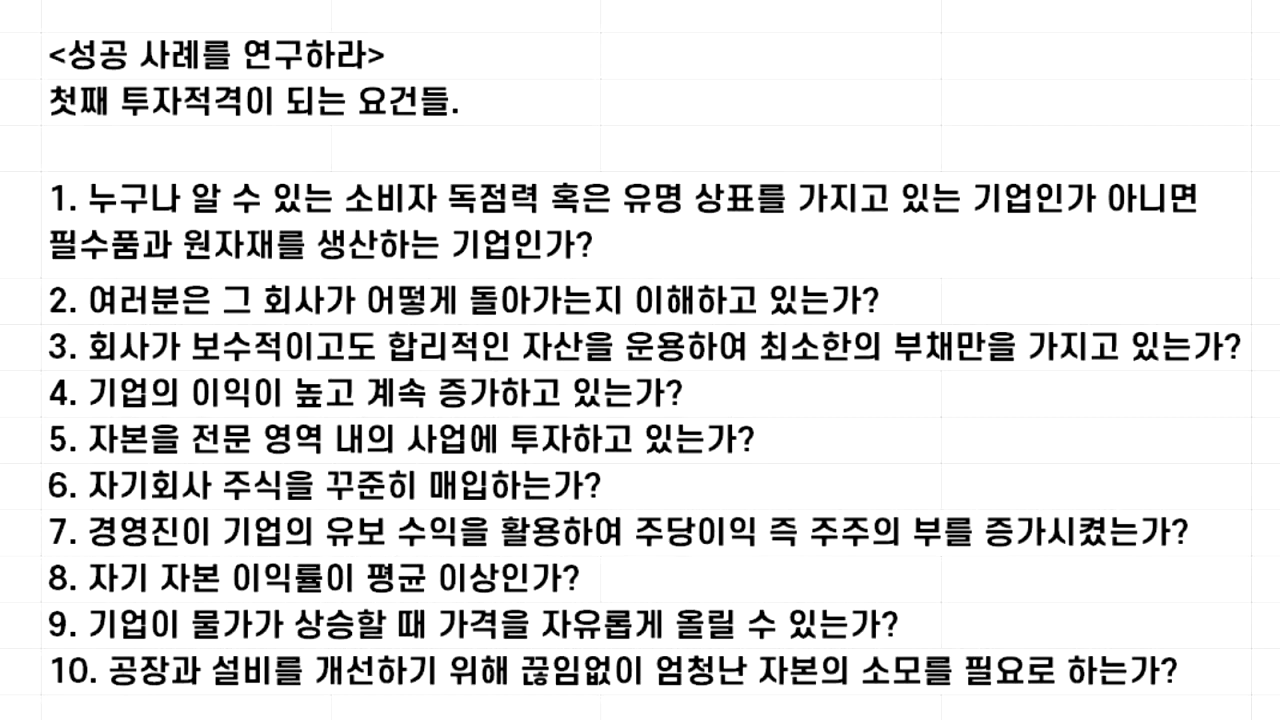 <성공 사례를 연구하라>
첫째 투자적격이 되는 요건들.
1. 누구나 알 수 있는 소비자 독점력 혹은 유명 상표를 가지고 있는 기업인가 아니면
필수품과 원자재를 생산하는 기업인가?
2. 여러분은 그 회사가 어떻게 돌아가는지 이해하고 있는가?
3. 회사가 보수적이고도 합리적인 자산을 운용하여 최소한의 부채만을 가지고 있는가?
4. 기업의 이익이 높고 계속 증가하고 있는가?
5. 자본을 전문 영역 내의 사업에 투자하고 있는가?
6. 자기회사 주식을 꾸준히 매입하는가?
7. 경영진이 기업의 유보 수익을 활용하여 주당이익 즉 주주의 부를 증가시켰는가?
8. 자기 자본 이익률이 평균 이상인가?
9. 기업이 물가가 상승할 때 가격을 자유롭게 올릴 수 있는가?
10. 공장과 설비를 개선하기 위해 끊임없이 엄청난 자본의 소모를 필요로 하는가?